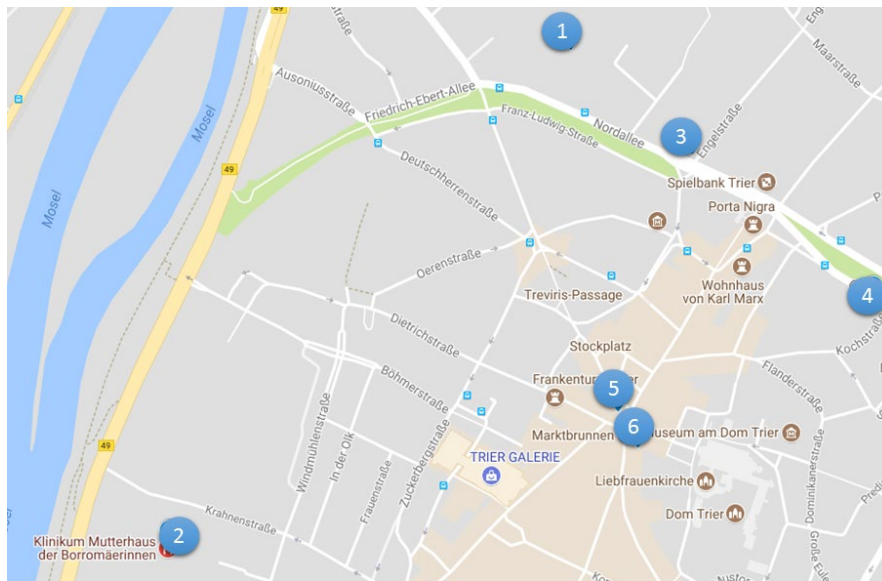 1
49
Ausoniusstraße
Friedrich-Ebert-Allee
Franz-Ludwig-Straße
Nordallee
Engelstraße
Maarstraße
Mosel
Mosel
3
49
Deutschherrenstraße
Spielbank Trier
Porta Nigra
Oerenstraße
Treviris-Passage
Wohnhaus
von Karl Marx
4
Dietrichstraße
Stockplatz
Kochstraße
Böhmerstraße
Flanderstraße
5
6
Marktbrunnen
49
Windmühlenstraße
In der Olk
Frauenstraße
Zuckerbergstraße
TRIER GALERIE
Museum am Dom Trier
Liebfrauenkirche
Dom Trier
Dominikanerstraße
Krahnenstraße
Klinikum Mutterhaus
der Borromäerinnen
2